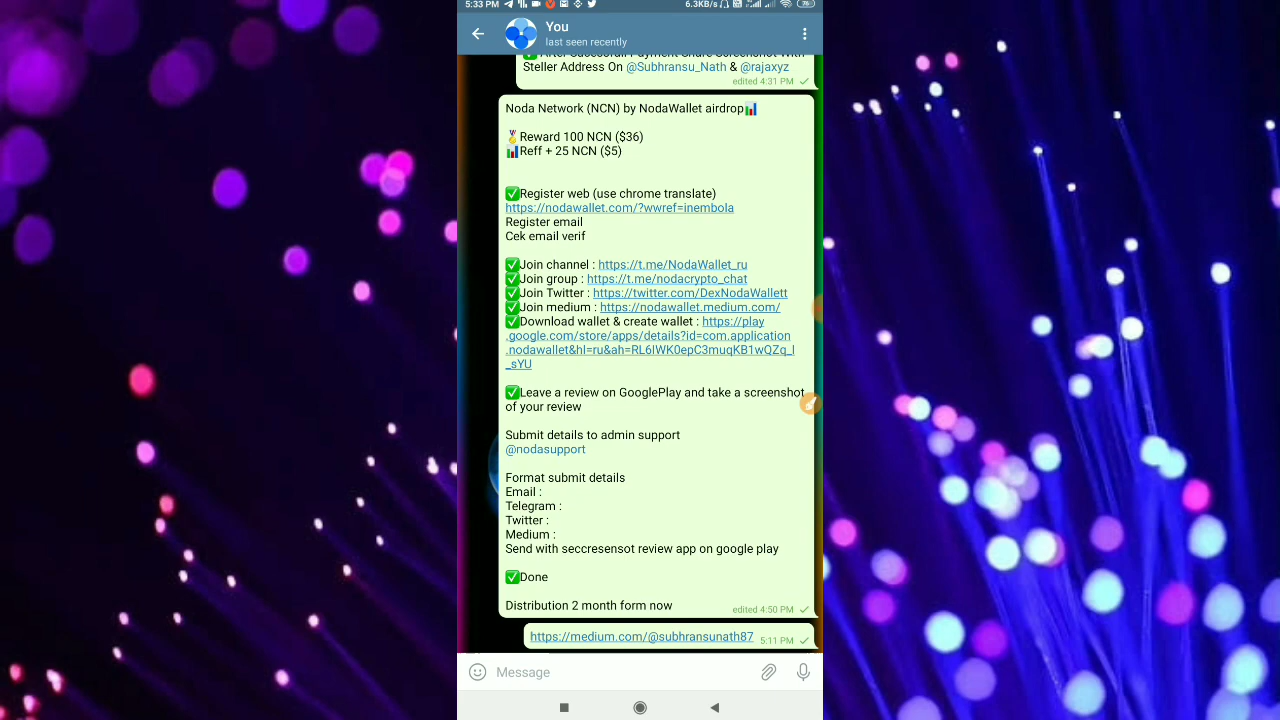 5:33 PM 6.3KB/s 76
You
last seen recently
Steller Address On @Subhransu_Nath & @rajaxyz
edited 4:31 PM
Noda Network (NCN) by NodaWallet airdrop📊
🏅Reward 100 NCN ($36)
📊Reff + 25 NCN ($5)
✅Register web (use chrome translate)
https://nodawallet.com/?wwref=inembola
Register email
Cek email verif
✅Join channel : https://t.me/NodaWallet_ru
✅Join group : https://t.me/nodacrypto_chat
✅Join Twitter : https://twitter.com/DexNodaWallett
✅Join medium : https://nodawallet.medium.com/
✅Download wallet & create wallet : https://play
.google.com/store/apps/details?id=com.application
.nodawallet&hl=ru&ah=RL6IWK0epC3muqKB1wQZq_I
_sYU
✅Leave a review on GooglePlay and take a screenshot
of your review
Submit details to admin support
@nodasupport
Format submit details
Email :
Telegram :
Twitter :
Medium :
Send with seccresensot review app on google play
✅Done
Distribution 2 month form now
edited 4:50 PM
https://medium.com/@subhransunath87 5:11 PM
Message